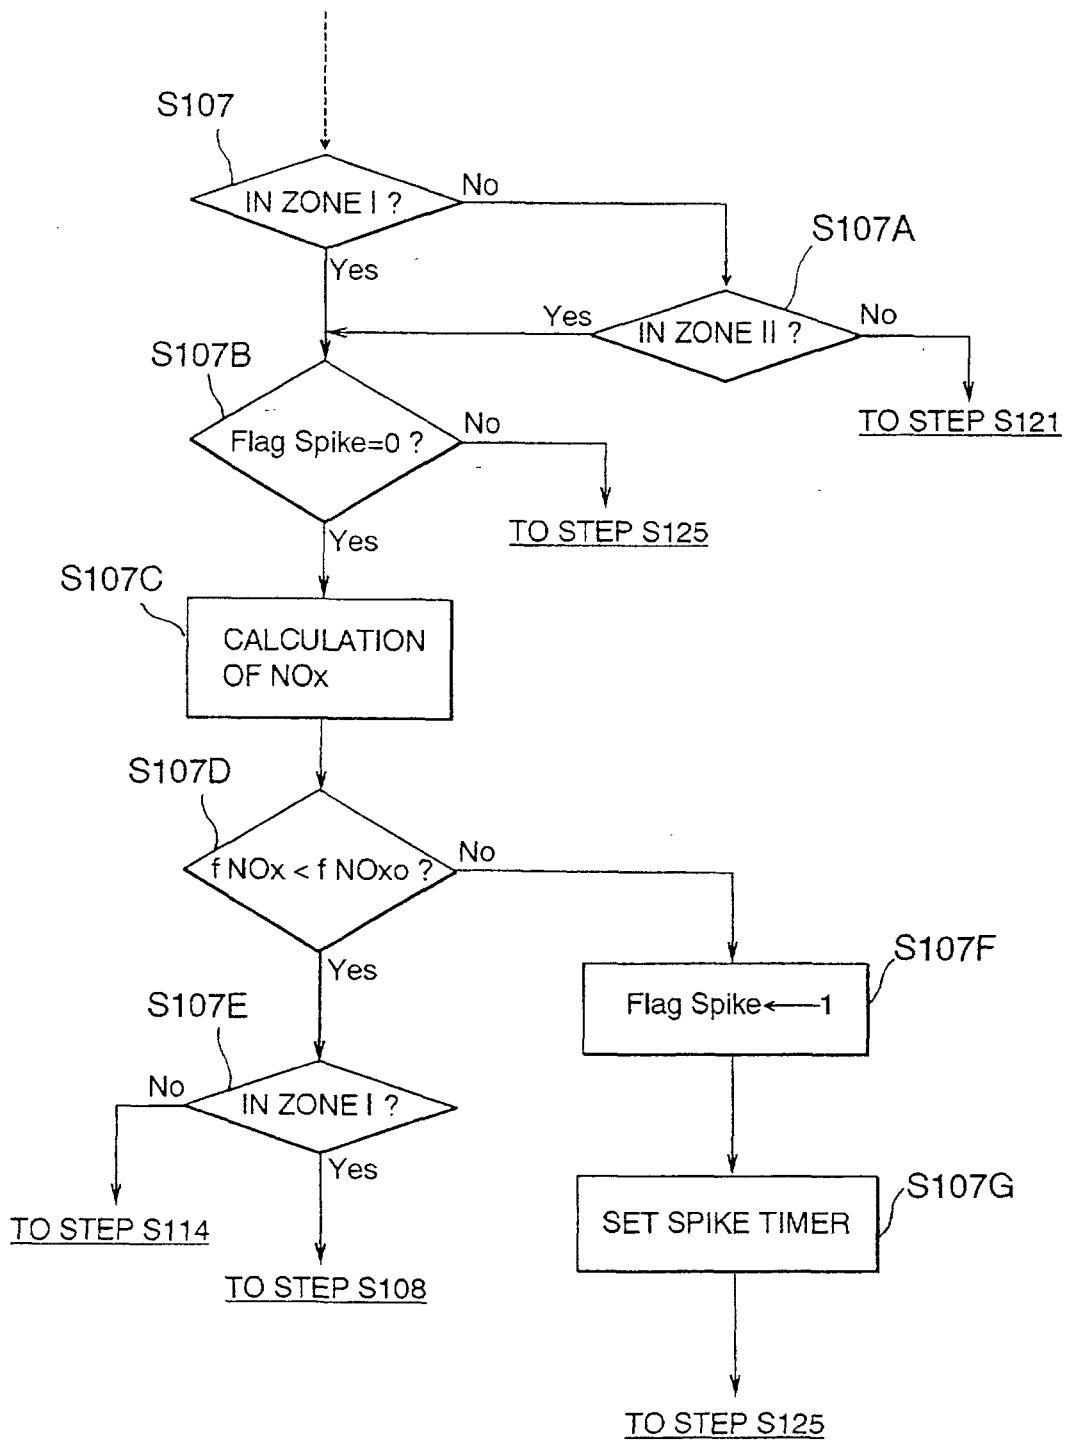 S107
IN ZONE I ?
No
Yes
S107A
IN ZONE II ?
Yes
No
TO STEP S121
S107B
Flag Spike=0 ?
No
TO STEP S125
Yes
S107C
CALCULATION
OF NOx
S107D
f NOx < f NOxo ?
No
Yes
S107F
Flag Spike←1
S107E
IN ZONE I ?
No
Yes
TO STEP S114
TO STEP S108
S107G
SET SPIKE TIMER
TO STEP S125